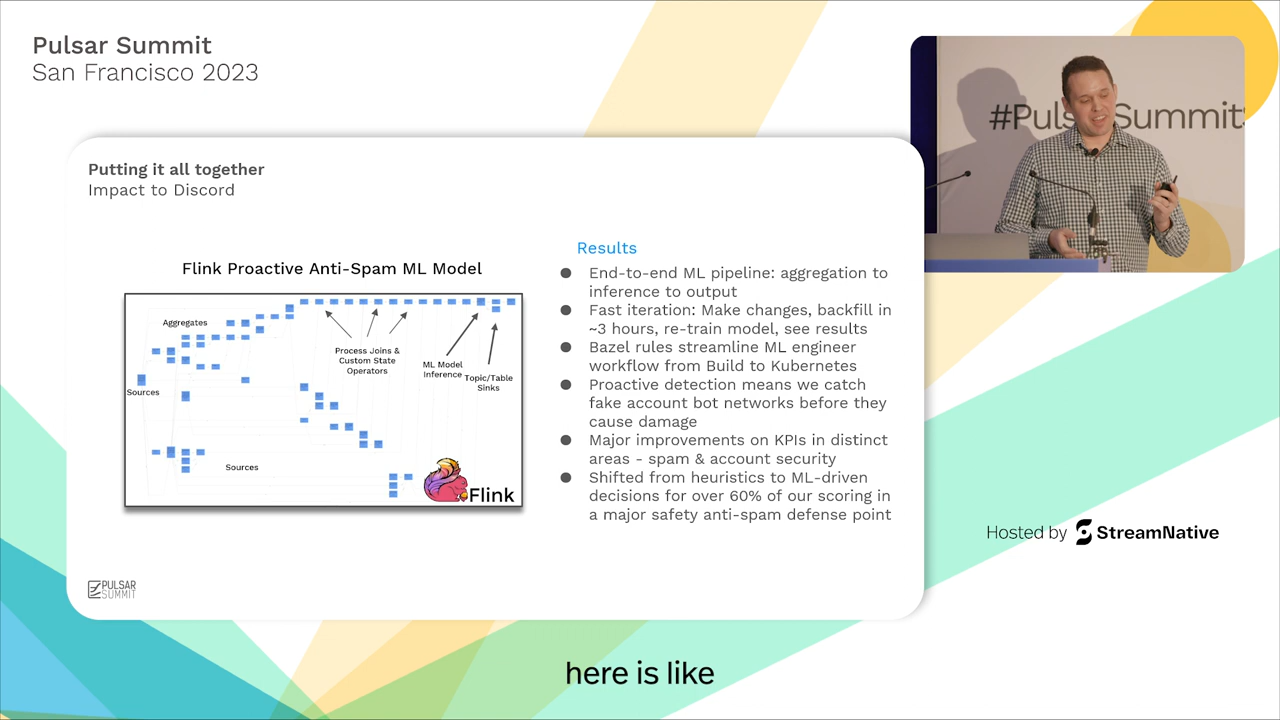 Pulsar Summit
San Francisco 2023
#Puls Summit
Putting it all together
Impact to Discord
Flink Proactive Anti-Spam ML Model
Aggregates
Process Joins &
Custom State
Operators
ML Model
Inference
Topic/Table
Sinks
Sources
Sources
Flink
Results
● End-to-end ML pipeline: aggregation to
inference to output
● Fast iteration: Make changes, backfill in
~3 hours, re-train model, see results
● Bazel rules streamline ML engineer
workflow from Build to Kubernetes
● Proactive detection means we catch
fake account bot networks before they
cause damage
● Major improvements on KPIs in distinct
areas - spam & account security
● Shifted from heuristics to ML-driven
decisions for over 60% of our scoring in
a major safety anti-spam defense point
Hosted by StreamNative
PULSAR
SUMMIT
here is like